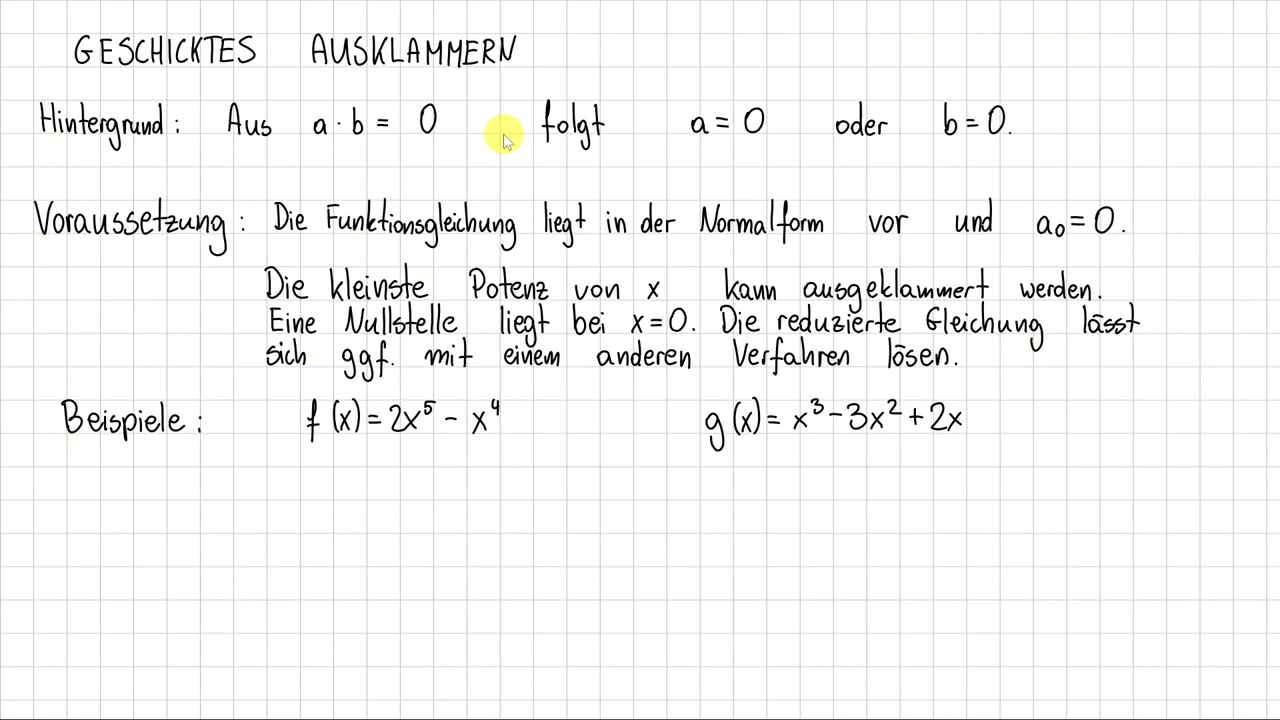 GESCHICKTES AUSKLAMMERN
Hintergrund: Aus a · b = 0 folgt a = 0 oder b = 0.
Voraussetzung: Die Funktionsgleichung liegt in der Normalform vor und a₀ = 0.
Die kleinste Potenz von x kann ausgeklammert werden.
Eine Nullstelle liegt bei x = 0. Die reduzierte Gleichung lässt
sich ggf. mit einem anderen Verfahren lösen.
Beispiele: f(x) = 2x⁵ - x⁴ g(x) = x³ - 3x² + 2x